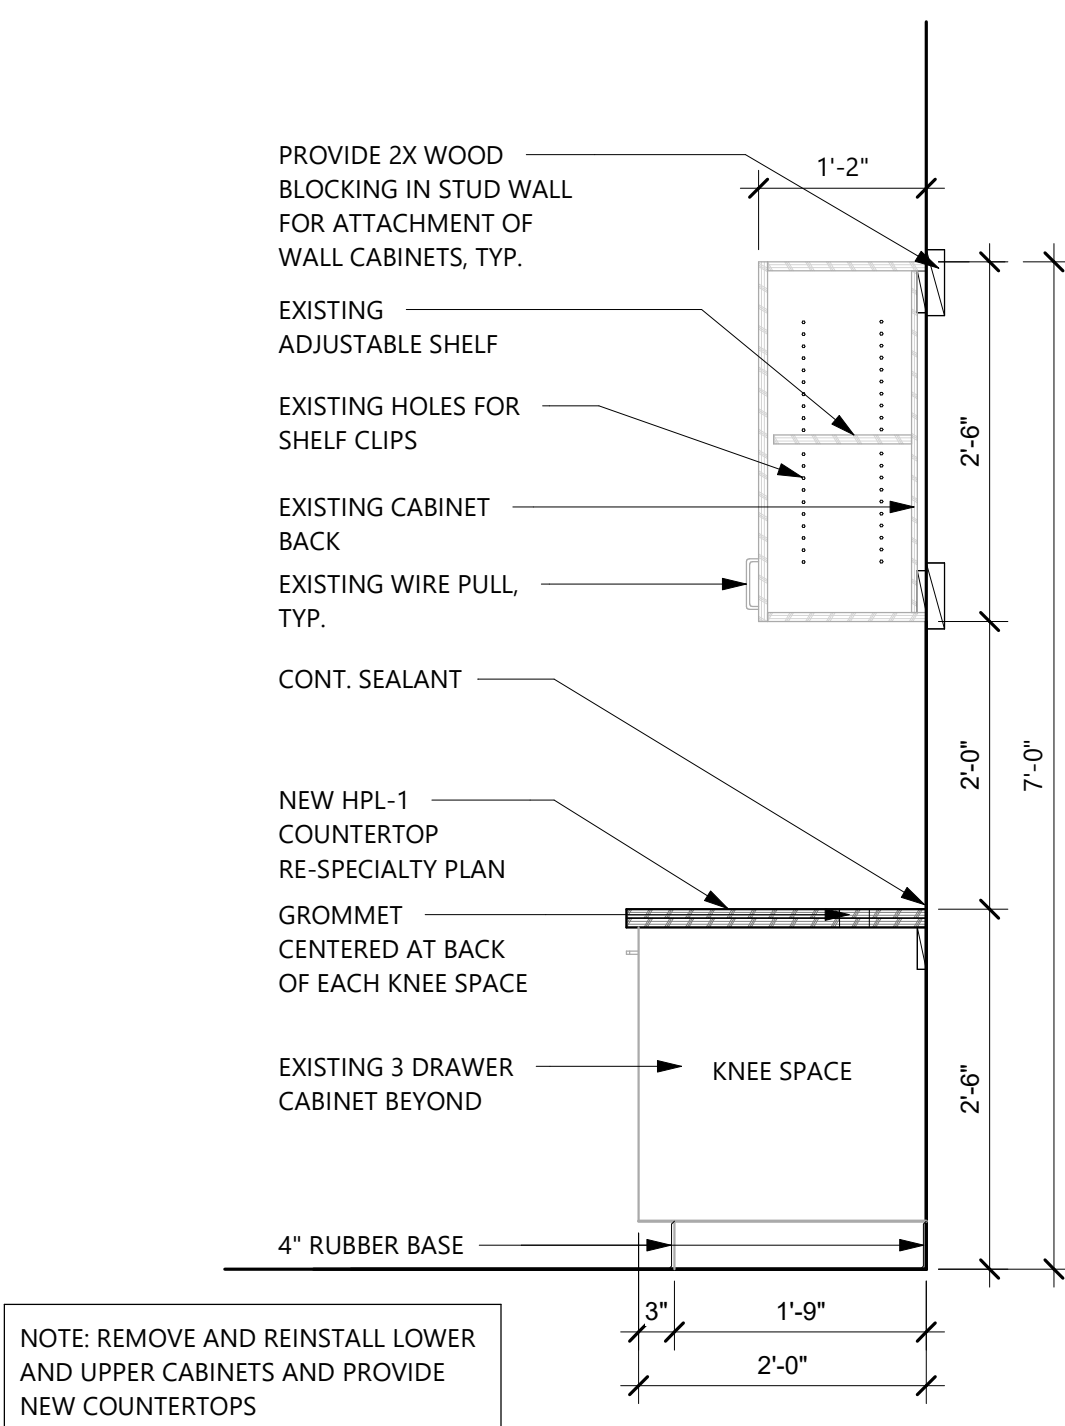 PROVIDE 2X WOOD
BLOCKING IN STUD WALL
FOR ATTACHMENT OF
WALL CABINETS, TYP.
1'-2"
EXISTING
ADJUSTABLE SHELF
EXISTING HOLES FOR
SHELF CLIPS
2'-6"
EXISTING CABINET
BACK
EXISTING WIRE PULL,
TYP.
CONT. SEALANT
2'-0"
7'-0"
NEW HPL-1
COUNTERTOP
RE-SPECIALTY PLAN
GROMMET
CENTERED AT BACK
OF EACH KNEE SPACE
EXISTING 3 DRAWER
CABINET BEYOND
KNEE SPACE
2'-6"
4" RUBBER BASE
3"
1'-9"
2'-0"
NOTE: REMOVE AND REINSTALL LOWER
AND UPPER CABINETS AND PROVIDE
NEW COUNTERTOPS